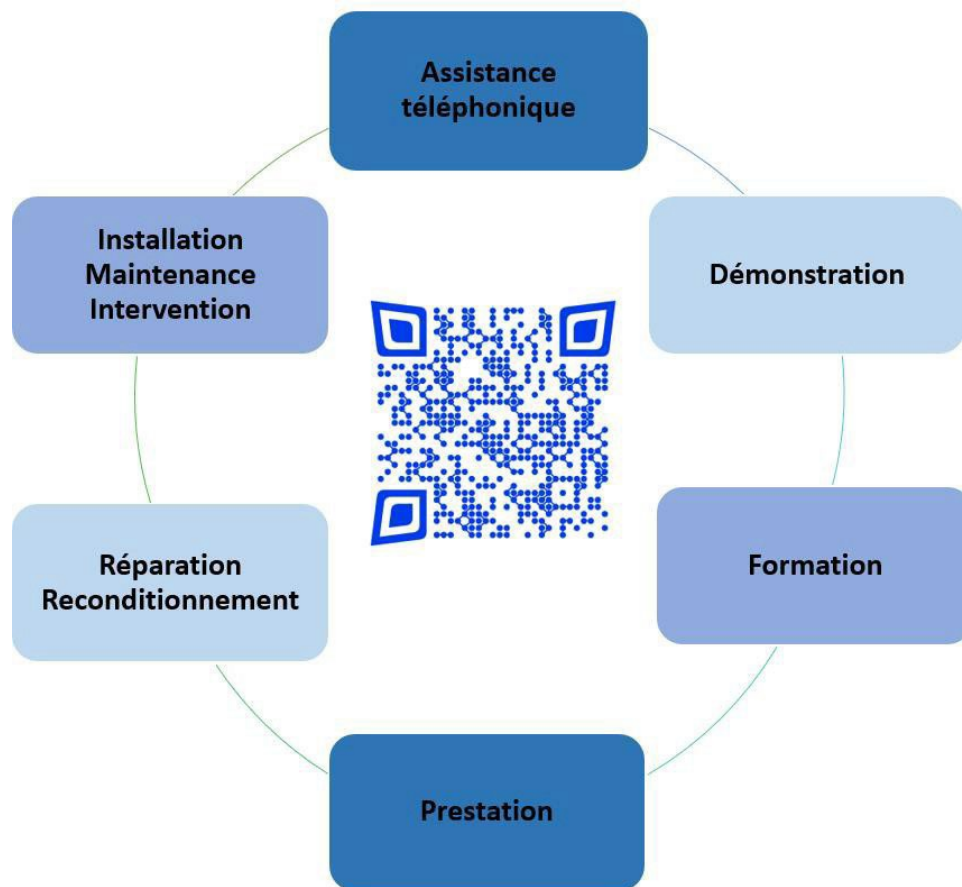 Assistance
téléphonique
Démonstration
Formation
Prestation
Réparation
Reconditionnement
Installation
Maintenance
Intervention